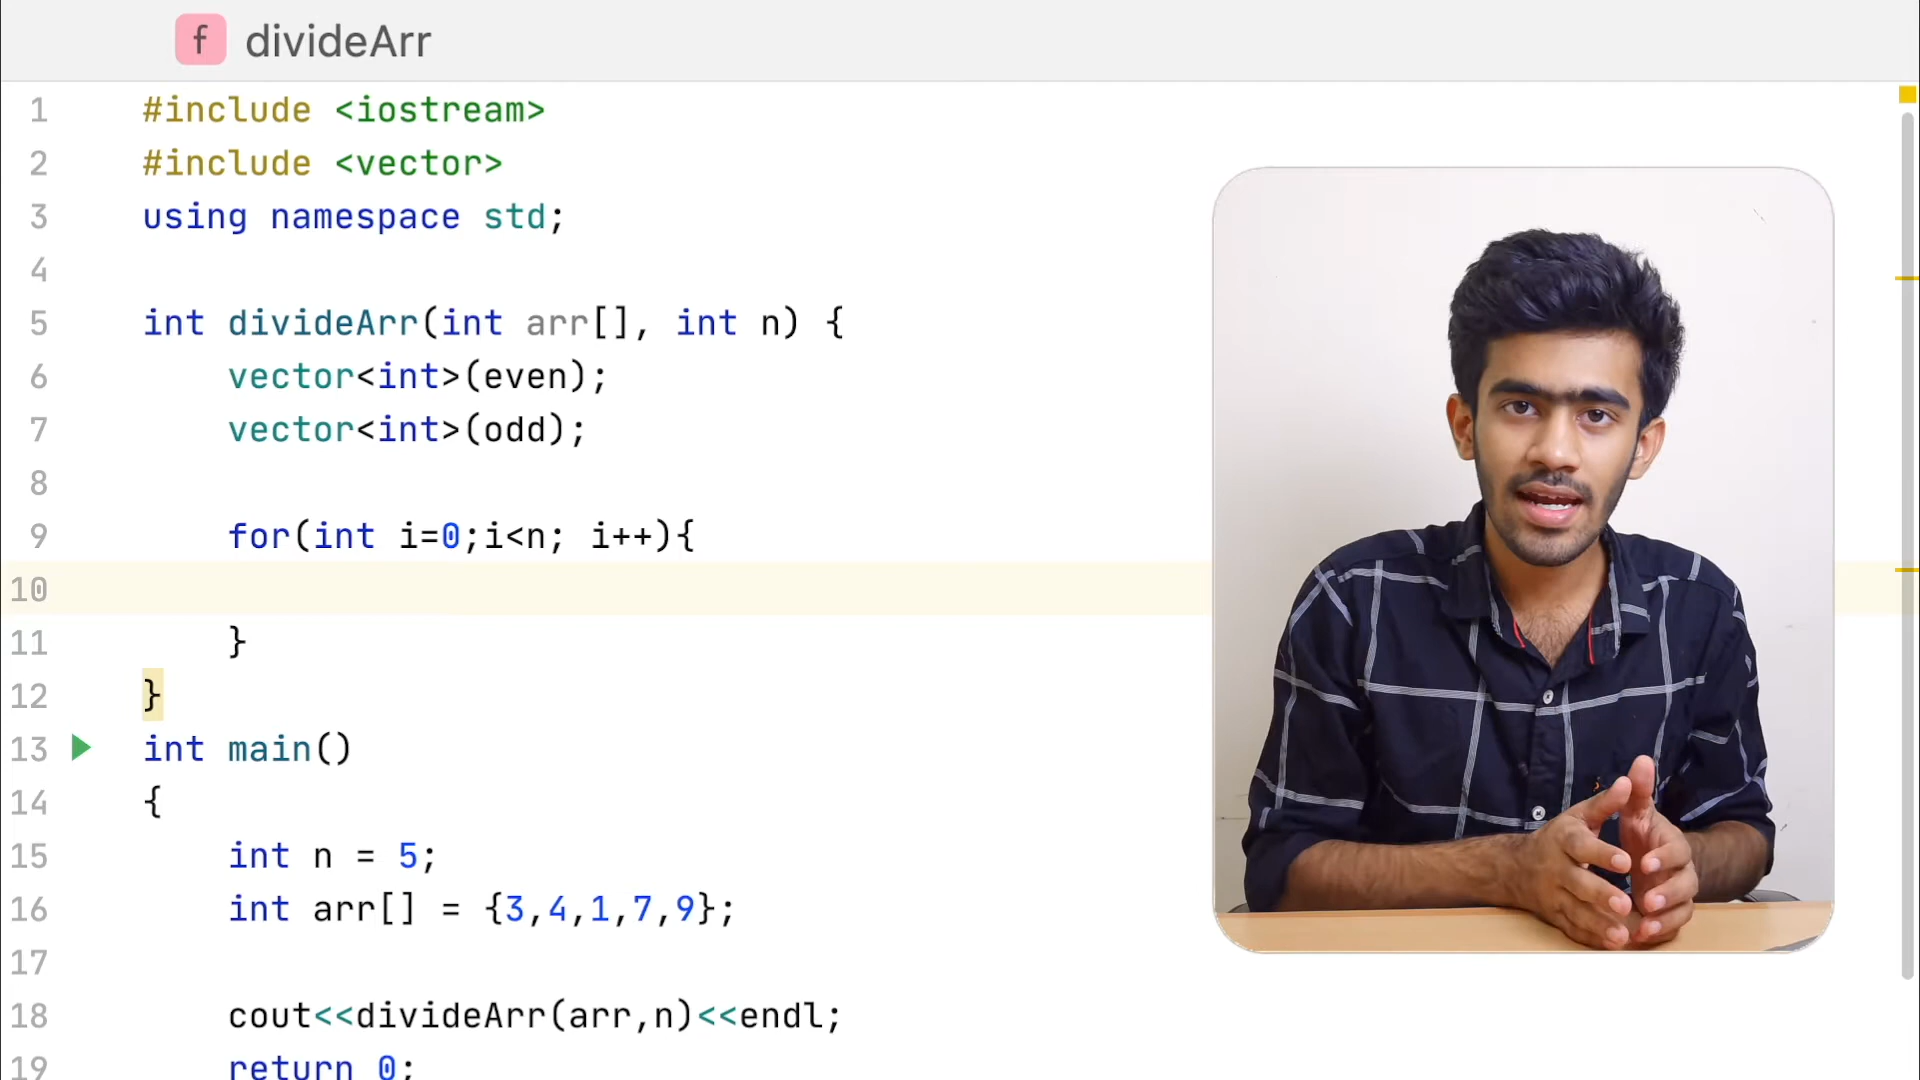 f divideArr
1 #include <iostream>
2 #include <vector>
3 using namespace std;
4
5 int divideArr(int arr[], int n) {
6 vector<int>(even);
7 vector<int>(odd);
8
9 for(int i=0;i<n; i++){
10
11 }
12 }
13 int main()
14 {
15 int n = 5;
16 int arr[] = {3,4,1,7,9};
17
18 cout<<divideArr(arr,n)<<endl;
19 return 0;